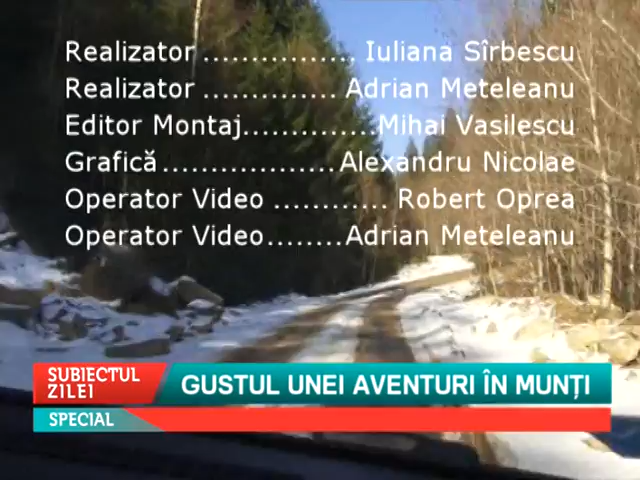 Realizator ............... Iuliana Sîrbescu
Realizator ............. Adrian Meteleanu
Editor Montaj.............Mihai Vasilescu
Grafică.................Alexandru Nicolae
Operator Video ........... Robert Oprea
Operator Video.......Adrian Meteleanu
SUBIECTUL
ZILEI
GUSTUL UNEI AVENTURI ÎN MUNȚI
SPECIAL